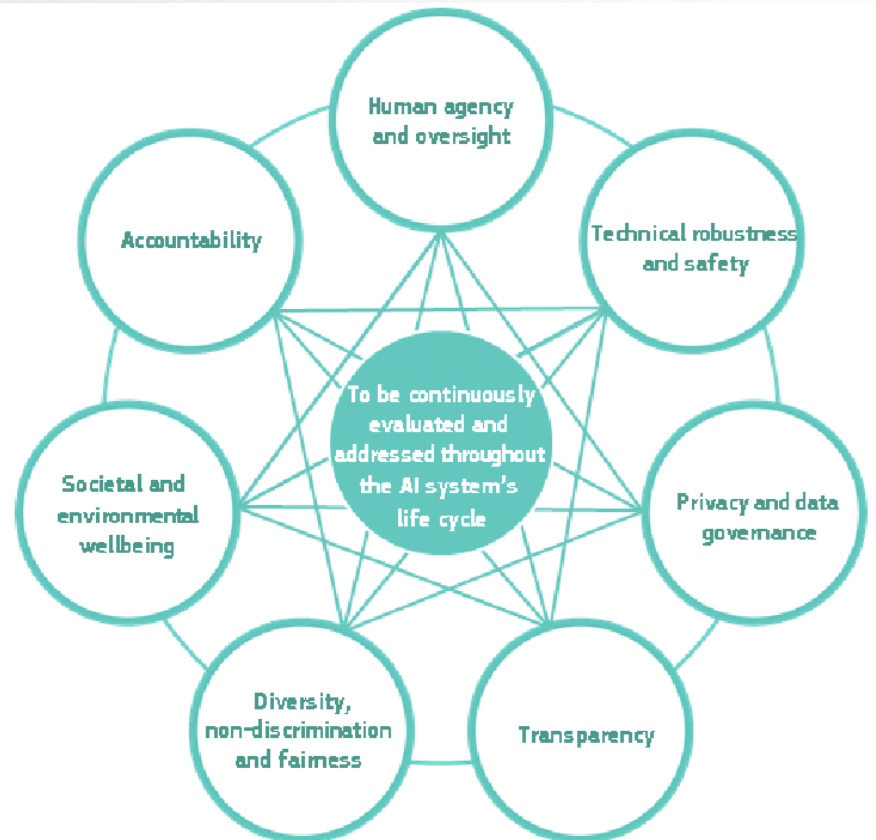 Human agency
and oversight
Technical robustness
and safety
Privacy and data
governance
Transparency
Diversity,
non-discrimination
and fairness
Societal and
environmental
wellbeing
Accountability
To be continuously
evaluated and
addressed throughout
the AI system's
life cycle